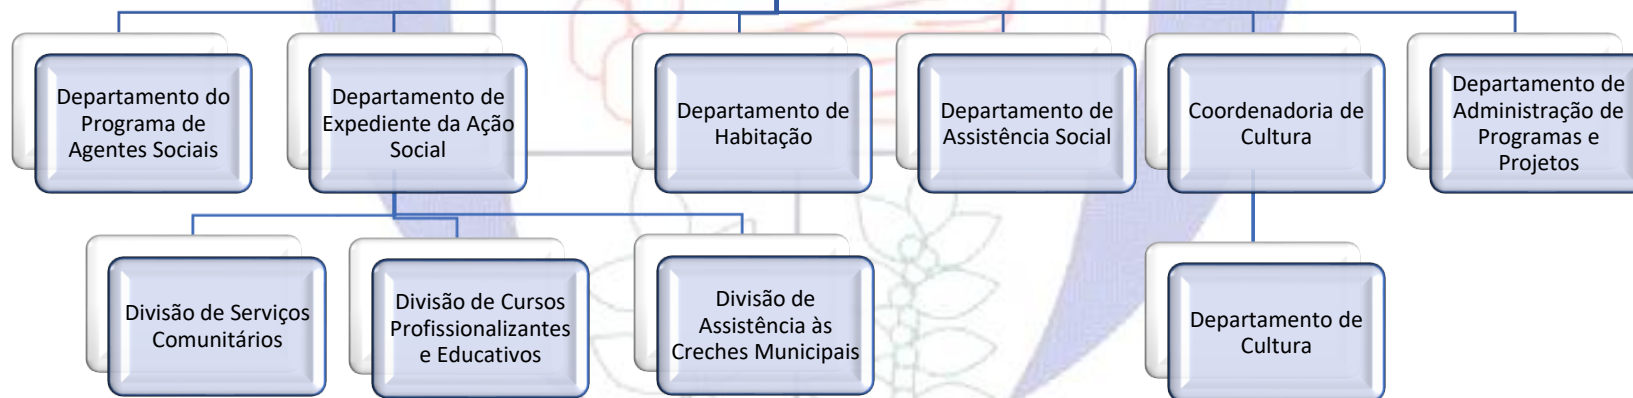 Departamento do
Programa de
Agentes Sociais
Departamento de
Expediente da Ação
Social
Departamento de
Habitação
Departamento de
Assistência Social
Coordenadoria de
Cultura
Departamento de
Administração de
Programas e
Projetos
Divisão de Serviços
Comunitários
Divisão de Cursos
Profissionalizantes
e Educativos
Divisão de
Assistência às
Creches Municipais
Departamento de
Cultura